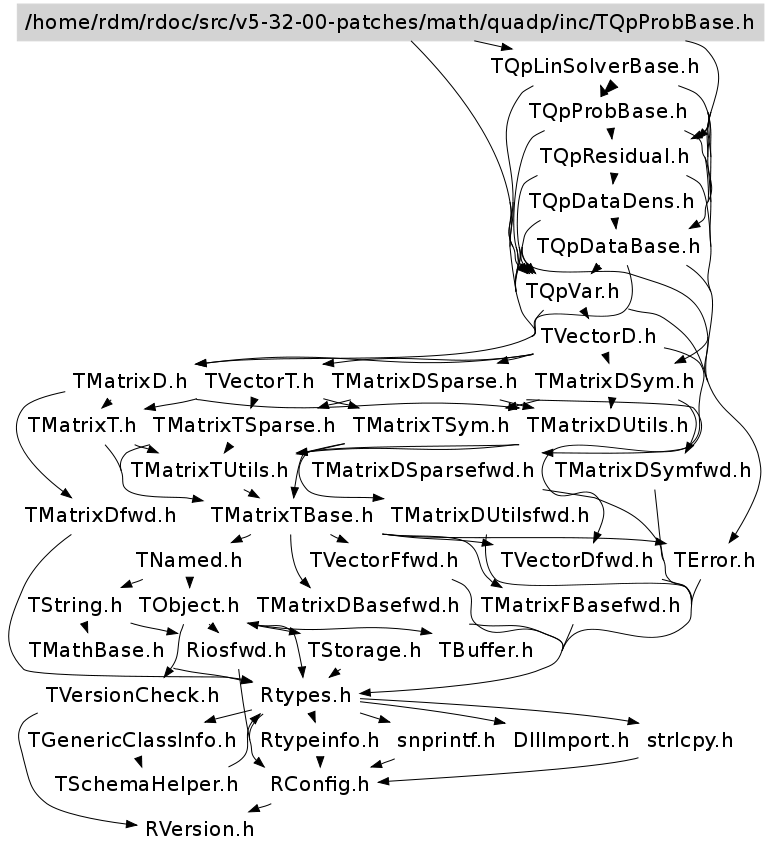 /home/rdm/rdoc/src/v5-32-00-patches/math/quadp/inc/TQpProbBase.h
TQpLinSolverBase.h
TQpProbBase.h
TQpResidual.h
TQpDataDens.h
TQpDataBase.h
TQpVar.h
TVectorD.h
TMatrixD.h TVectorT.h TMatrixDSparse.h TMatrixDSym.h
TMatrixT.h TMatrixTSparse.h TMatrixTSym.h TMatrixDUtils.h
TMatrixTUtils.h TMatrixDSparsefwd.h TMatrixDSymfwd.h
TMatrixDfwd.h TMatrixTBase.h TMatrixDUtilsfwd.h
TNamed.h TVectorFfwd.h TVectorDfwd.h TError.h
TString.h TObject.h TMatrixDBasefwd.h TMatrixFBasefwd.h
TMathBase.h Riosfwd.h TStorage.h TBuffer.h
TVersionCheck.h Rtypes.h
TGenericClassInfo.h Rtypeinfo.h snprintf.h DllImport.h strlcpy.h
TSchemaHelper.h RConfig.h
RVersion.h